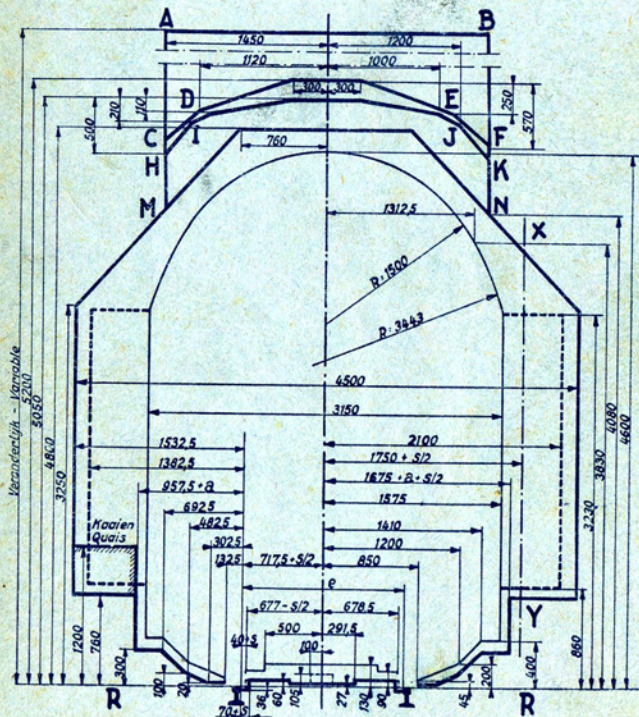 A B
1450 1200
1120 1000
300 300
D E
210 110 250
500 570
C I J F
H 760 K
M N
1312,5
X
R=1500
R=3443
Veranderlijk - Variable
5200
5050
4800
3250
4500
3150
1532,5 2100
1382,5 1750 + S/2
957,5+a 1675 + a + S/2
692,5 1575
482,5 1410
Kaaien
Quais
302,5 1200
132,5 717,5+S/2 850
e
677-S/2 678,5
40+S 500 291,5
100
Y
1200 760 300
100 20
R I I R
70+S
36 60 105 27 130 90 45
200 400 860
3230 3830 4080 4600